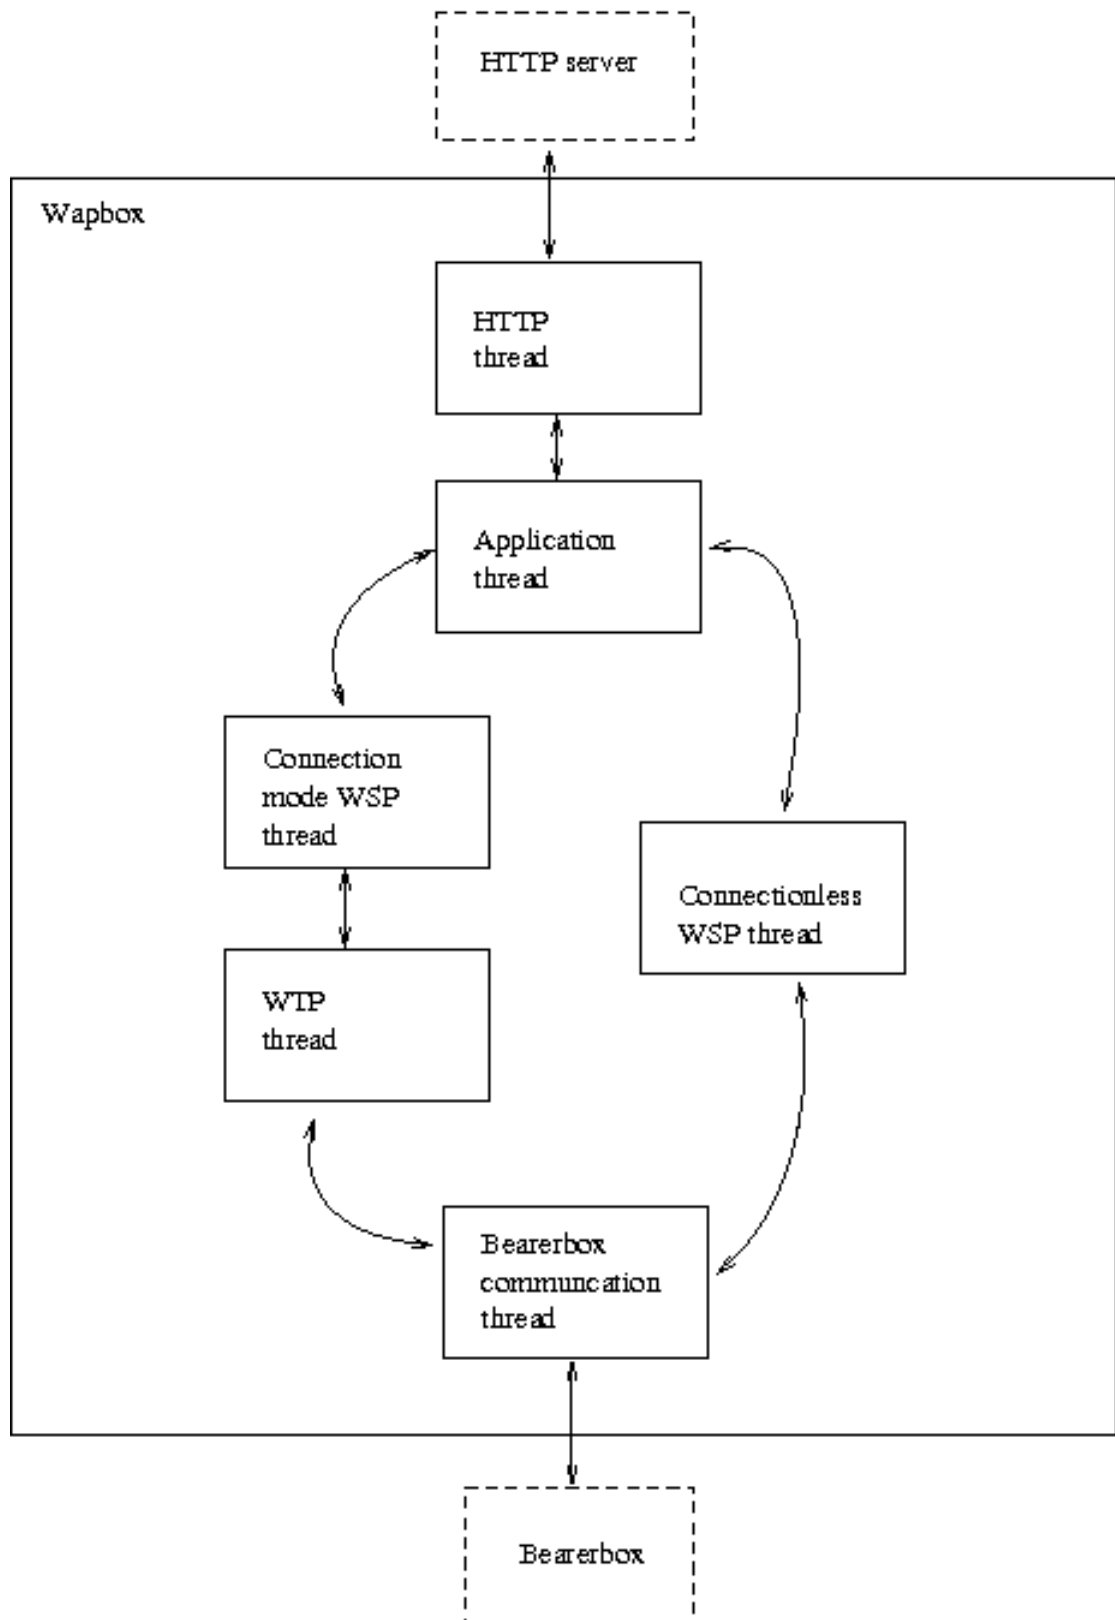 HTTP server
Wapbox
HTTP
thread
Application
thread
Connection
mode WSP
thread
Connectionless
WSP thread
WTP
thread
Bearerbox
communcation
thread
Bearerbox